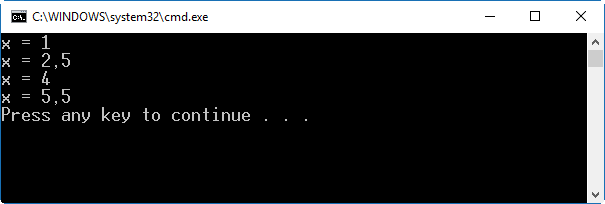 C:\WINDOWS\system32\cmd.exe
x = 1
x = 2,5
x = 4
x = 5,5
Press any key to continue . . .